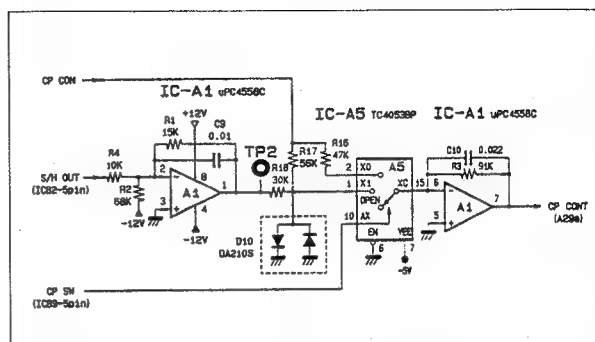 CP COM
IC-A1 uPC4558C
+12V
IC-A5 TC4053BP
IC-A1 uPC4558C
R1
15K
C9
0.01
TP2
R17
56K
R16
47K
C10 0.022
R3 91K
R4
10K
R18
30K
A5
S/H OUT
(IC82-5pin)
R2
68K
-12V
2
3
8
A1
1
4
-12V
2
X0
1
X1
OPEN
XC
15
10
AX
EN
6
VEE
7
-5V
6
5
A1
7
CP CONT
(A29e)
D10
DA210S
CP SW
(IC89-5pin)